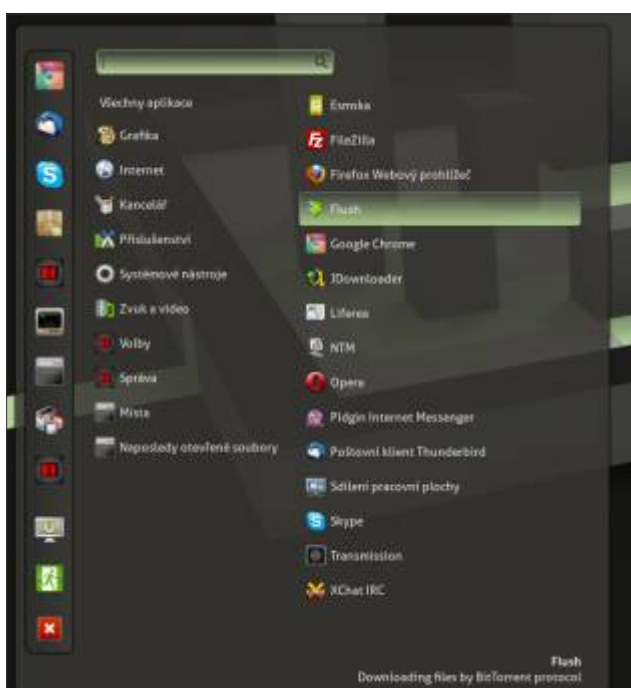 Všechny aplikace
Grafika
Internet
Kancelář
Příslušenství
Systémové nástroje
Zvuk a video
Volby
Správa
Místa
Naposledy otevřené soubory
Esmska
FileZilla
Firefox Webový prohlížeč
Flush
Google Chrome
JDownloader
Liferea
NTM
Opera
Pidgin Internet Messenger
Poštovní klient Thunderbird
Sdílení pracovní plochy
Skype
Transmission
XChat IRC
Flush
Downloading files by BitTorrent protocol